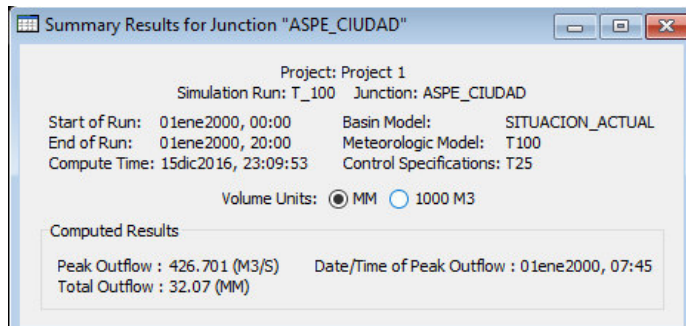 Summary Results for Junction "ASPE_CIUDAD"
Project: Project 1
Simulation Run: T_100 Junction: ASPE_CIUDAD
Start of Run: 01ene2000, 00:00 Basin Model: SITUACION_ACTUAL
End of Run: 01ene2000, 20:00 Meteorologic Model: T100
Compute Time: 15dic2016, 23:09:53 Control Specifications: T25
Volume Units: MM 1000 M3
Computed Results
Peak Outflow : 426.701 (M3/S) Date/Time of Peak Outflow : 01ene2000, 07:45
Total Outflow : 32.07 (MM)